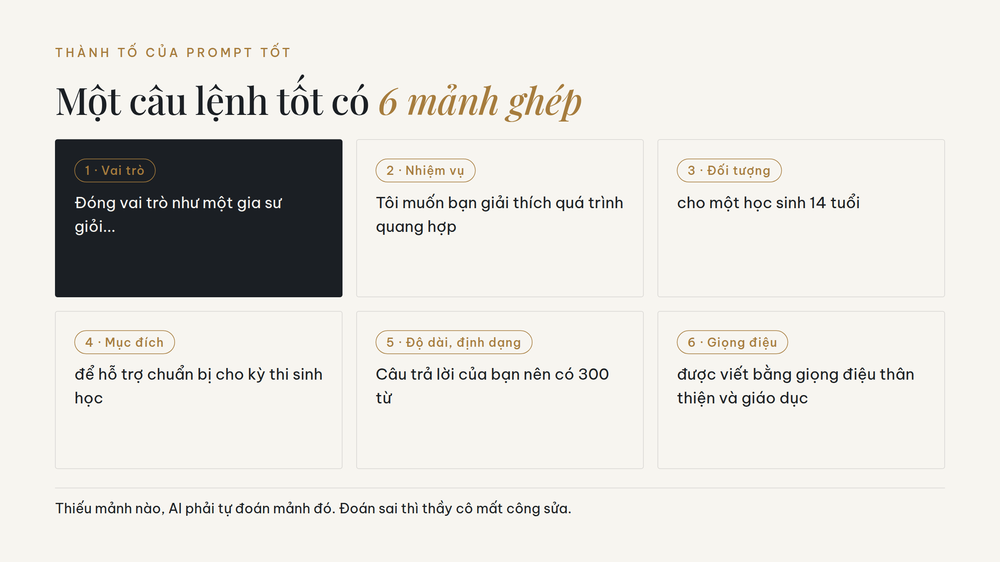 THÀNH TỐ CỦA PROMPT TỐT
Một câu lệnh tốt có 6 mảnh ghép
1 · Vai trò
Đóng vai trò như một gia sư
giỏi...
2 · Nhiệm vụ
Tôi muốn bạn giải thích quá trình
quang hợp
3 · Đối tượng
cho một học sinh 14 tuổi
4 · Mục đích
để hỗ trợ chuẩn bị cho kỳ thi sinh
học
5 · Độ dài, định dạng
Câu trả lời của bạn nên có 300
từ
6 · Giọng điệu
được viết bằng giọng điệu thân
thiện và giáo dục
Thiếu mảnh nào, AI phải tự đoán mảnh đó. Đoán sai thì thầy cô mất công sửa.